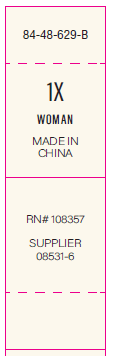 84-48-629-B
1X
WOMAN
MADE IN
CHINA
RN# 108357
SUPPLIER
08531-6